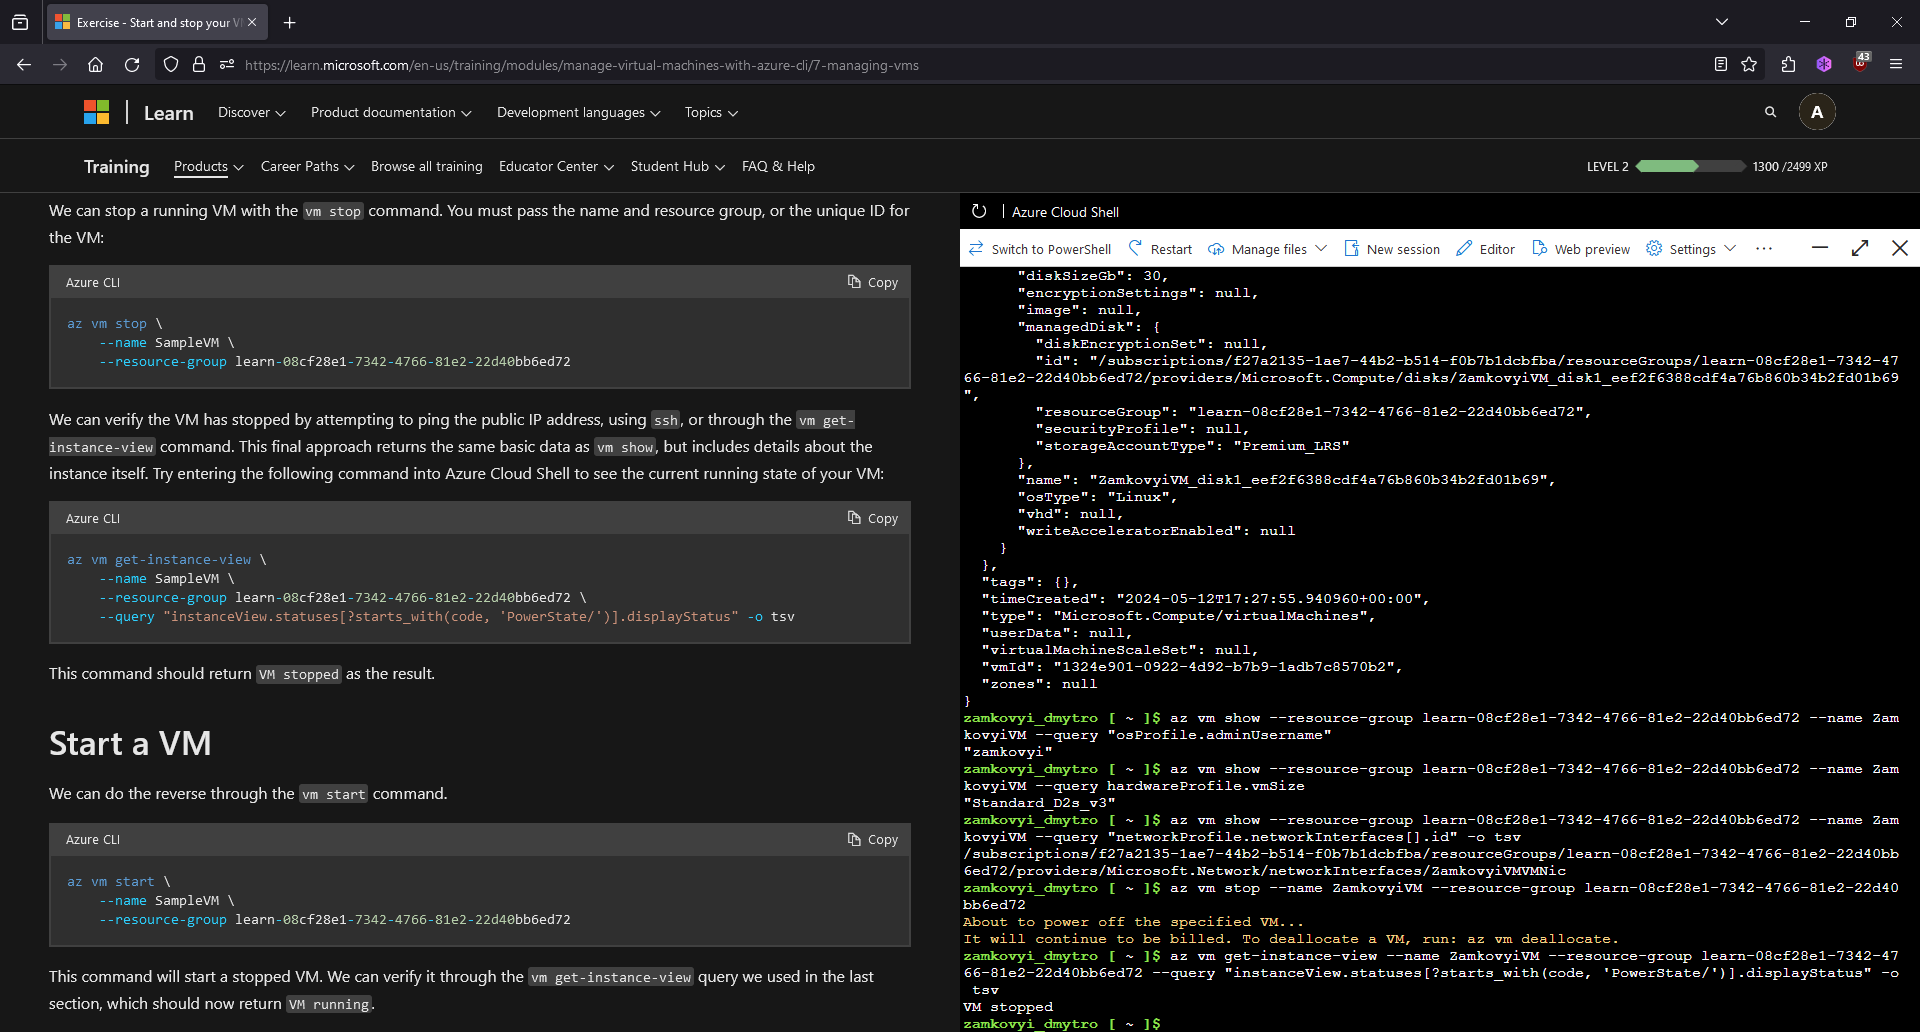 Exercise - Start and stop your V
https://learn.microsoft.com/en-us/training/modules/manage-virtual-machines-with-azure-cli/7-managing-vms
43
Learn
Discover
Product documentation
Development languages
Topics
A
Training
Products
Career Paths
Browse all training
Educator Center
Student Hub
FAQ & Help
LEVEL 2
1300 /2499 XP
We can stop a running VM with the vm stop command. You must pass the name and resource group, or the unique ID for
the VM:
Azure CLI
Copy
az vm stop \
--name SampleVM \
--resource-group learn-08cf28e1-7342-4766-81e2-22d40bb6ed72
We can verify the VM has stopped by attempting to ping the public IP address, using ssh, or through the vm get-
instance-view command. This final approach returns the same basic data as vm show, but includes details about the
instance itself. Try entering the following command into Azure Cloud Shell to see the current running state of your VM:
Azure CLI
Copy
az vm get-instance-view \
--name SampleVM \
--resource-group learn-08cf28e1-7342-4766-81e2-22d40bb6ed72 \
--query "instanceView.statuses[?starts_with(code, 'PowerState/')].displayStatus" -o tsv
This command should return VM stopped as the result.
Start a VM
We can do the reverse through the vm start command.
Azure CLI
Copy
az vm start \
--name SampleVM \
--resource-group learn-08cf28e1-7342-4766-81e2-22d40bb6ed72
This command will start a stopped VM. We can verify it through the vm get-instance-view query we used in the last
section, which should now return VM running.
Azure Cloud Shell
Switch to PowerShell
Restart
Manage files
New session
Editor
Web preview
Settings
"diskSizeGb": 30,
"encryptionSettings": null,
"image": null,
"managedDisk": {
"diskEncryptionSet": null,
"id": "/subscriptions/f27a2135-1ae7-44b2-b514-f0b7b1dcbfba/resourceGroups/learn-08cf28e1-7342-47
66-81e2-22d40bb6ed72/providers/Microsoft.Compute/disks/ZamkovyiVM_disk1_eef2f6388cdf4a76b860b34b2fd01b69
",
"resourceGroup": "learn-08cf28e1-7342-4766-81e2-22d40bb6ed72",
"securityProfile": null,
"storageAccountType": "Premium_LRS"
},
"name": "ZamkovyiVM_disk1_eef2f6388cdf4a76b860b34b2fd01b69",
"osType": "Linux",
"vhd": null,
"writeAcceleratorEnabled": null
}
},
"tags": {},
"timeCreated": "2024-05-12T17:27:55.940960+00:00",
"type": "Microsoft.Compute/virtualMachines",
"userData": null,
"virtualMachineScaleSet": null,
"vmId": "1324e901-0922-4d92-b7b9-1adb7c8570b2",
"zones": null
}
zamkovyi_dmytro [ ~ ]$ az vm show --resource-group learn-08cf28e1-7342-4766-81e2-22d40bb6ed72 --name Zam
kovyiVM --query "osProfile.adminUsername"
"zamkovyi"
zamkovyi_dmytro [ ~ ]$ az vm show --resource-group learn-08cf28e1-7342-4766-81e2-22d40bb6ed72 --name Zam
kovyiVM --query hardwareProfile.vmSize
"Standard_D2s_v3"
zamkovyi_dmytro [ ~ ]$ az vm show --resource-group learn-08cf28e1-7342-4766-81e2-22d40bb6ed72 --name Zam
kovyiVM --query "networkProfile.networkInterfaces[].id" -o tsv
/subscriptions/f27a2135-1ae7-44b2-b514-f0b7b1dcbfba/resourceGroups/learn-08cf28e1-7342-4766-81e2-22d40bb
6ed72/providers/Microsoft.Network/networkInterfaces/ZamkovyiVMVMNic
zamkovyi_dmytro [ ~ ]$ az vm stop --name ZamkovyiVM --resource-group learn-08cf28e1-7342-4766-81e2-22d40
bb6ed72
About to power off the specified VM...
It will continue to be billed. To deallocate a VM, run: az vm deallocate.
zamkovyi_dmytro [ ~ ]$ az vm get-instance-view --name ZamkovyiVM --resource-group learn-08cf28e1-7342-47
66-81e2-22d40bb6ed72 --query "instanceView.statuses[?starts_with(code, 'PowerState/')].displayStatus" -o
tsv
VM stopped
zamkovyi_dmytro [ ~ ]$